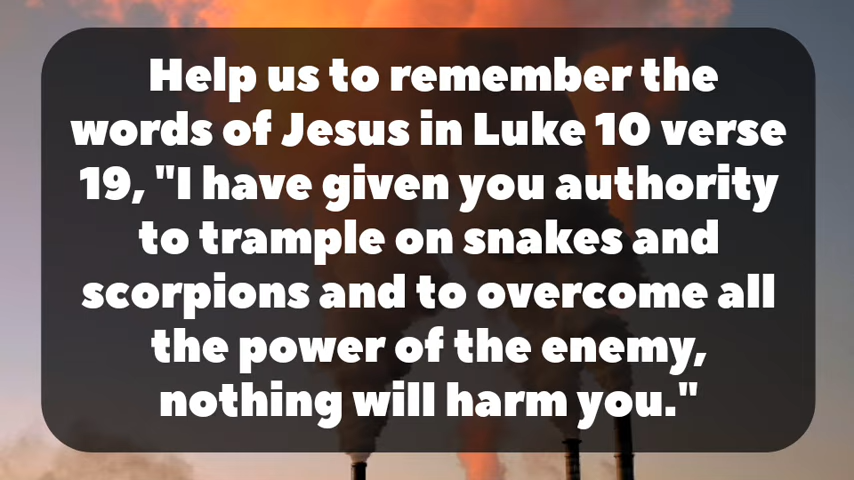 Help us to remember the
words of Jesus in Luke 10 verse
19, "I have given you authority
to trample on snakes and
scorpions and to overcome all
the power of the enemy,
nothing will harm you."